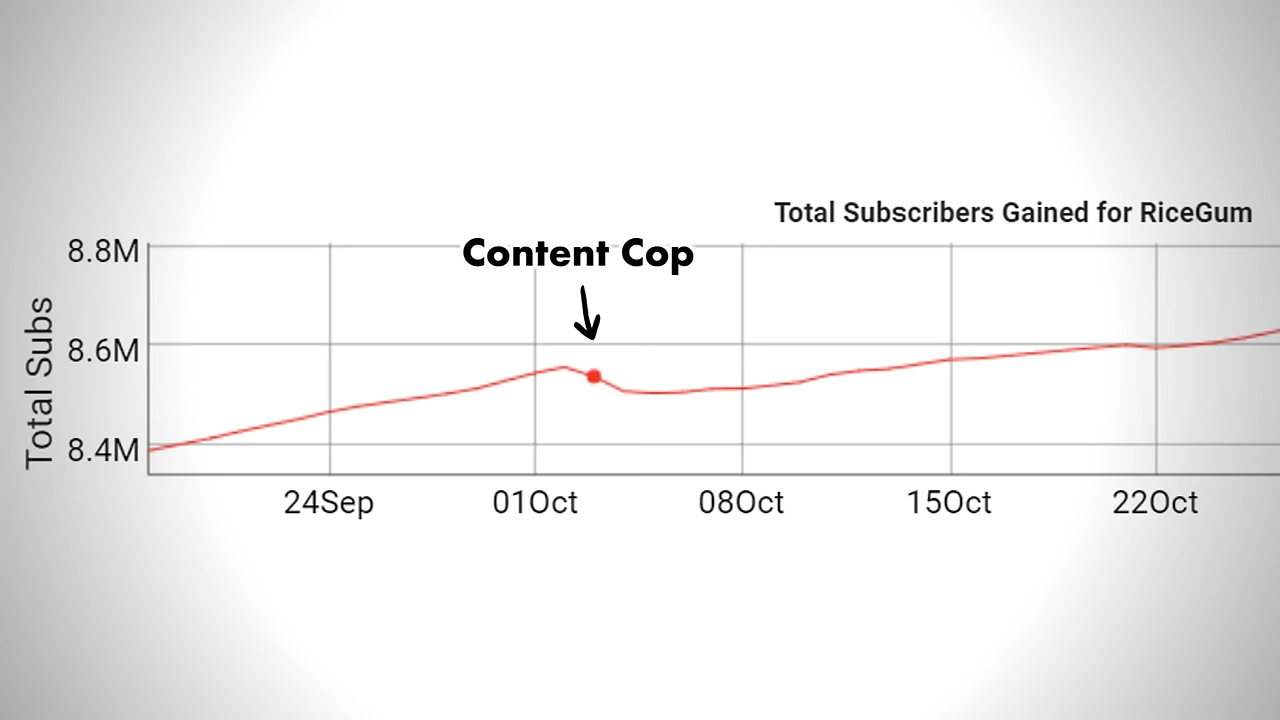 Total Subscribers Gained for RiceGum
Content Cop
Total Subs
8.8M
8.6M
8.4M
24Sep 01Oct 08Oct 15Oct 22Oct